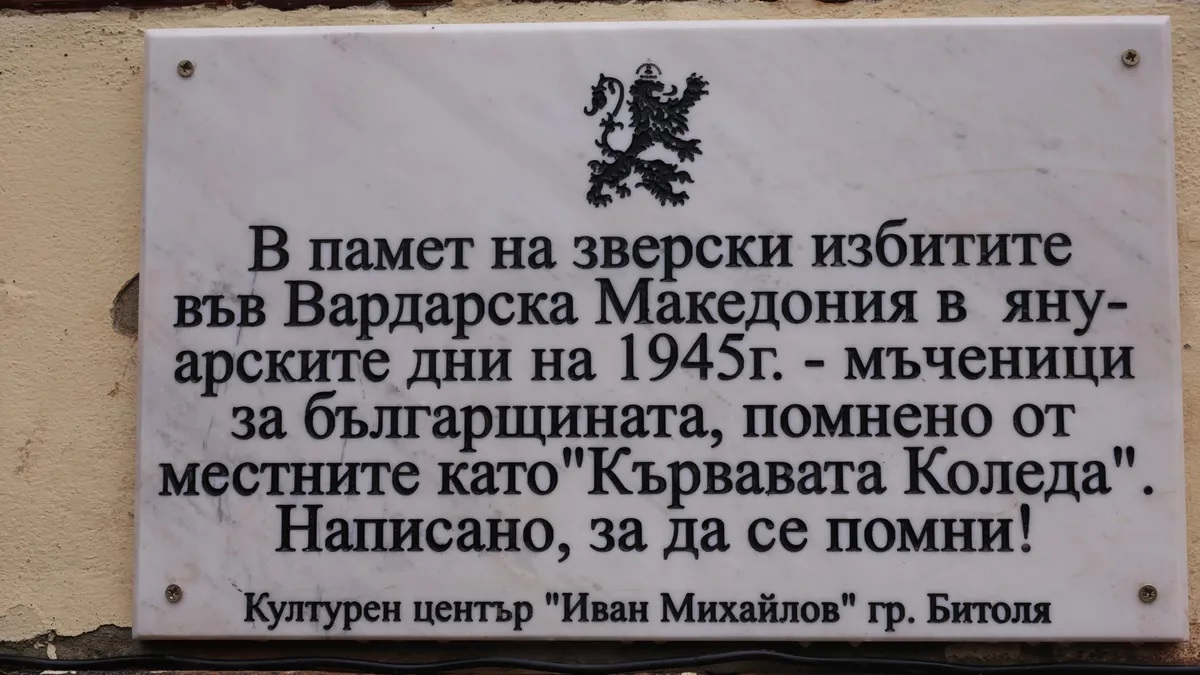 В памет на зверски избитите
във Вардарска Македония в яну-
арските дни на 1945г. - мъченици
за българщината, помнено от
местните като"Кървавата Коледа".
Написано, за да се помни!
Културен център "Иван Михайлов" гр. Битоля